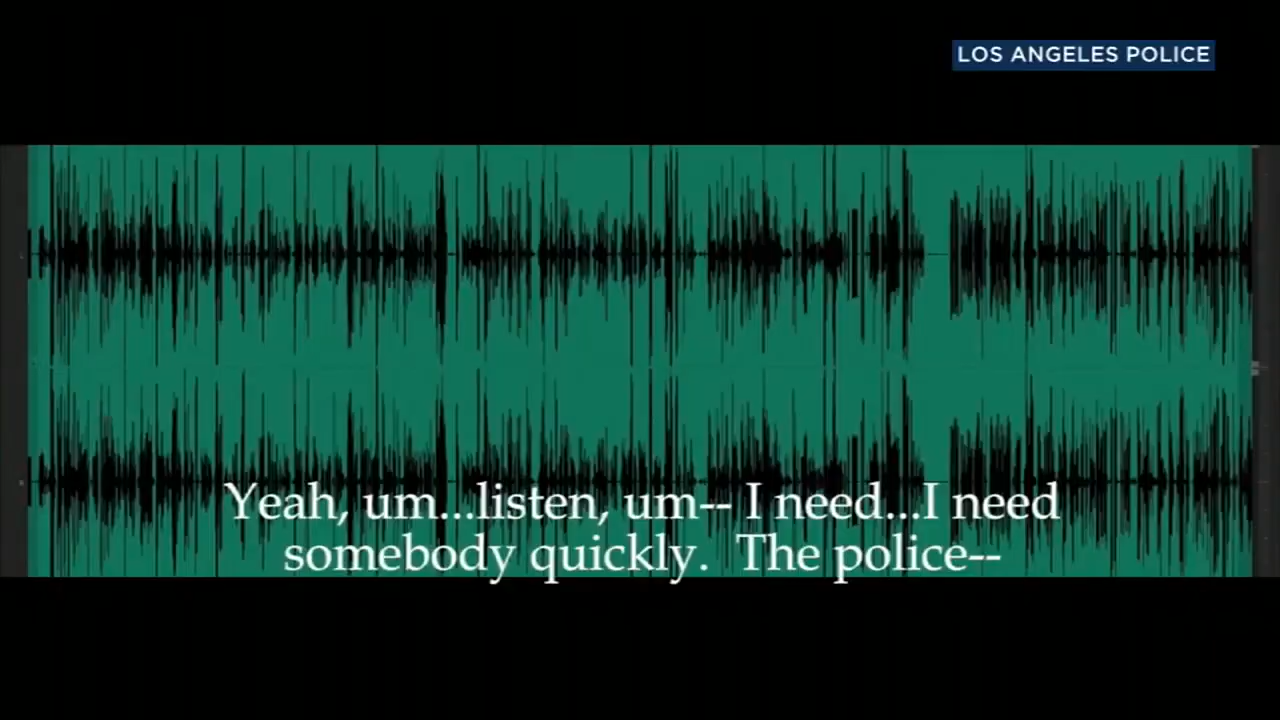 LOS ANGELES POLICE
Yeah, um...listen, um-- I need...I need
somebody quickly.  The police--